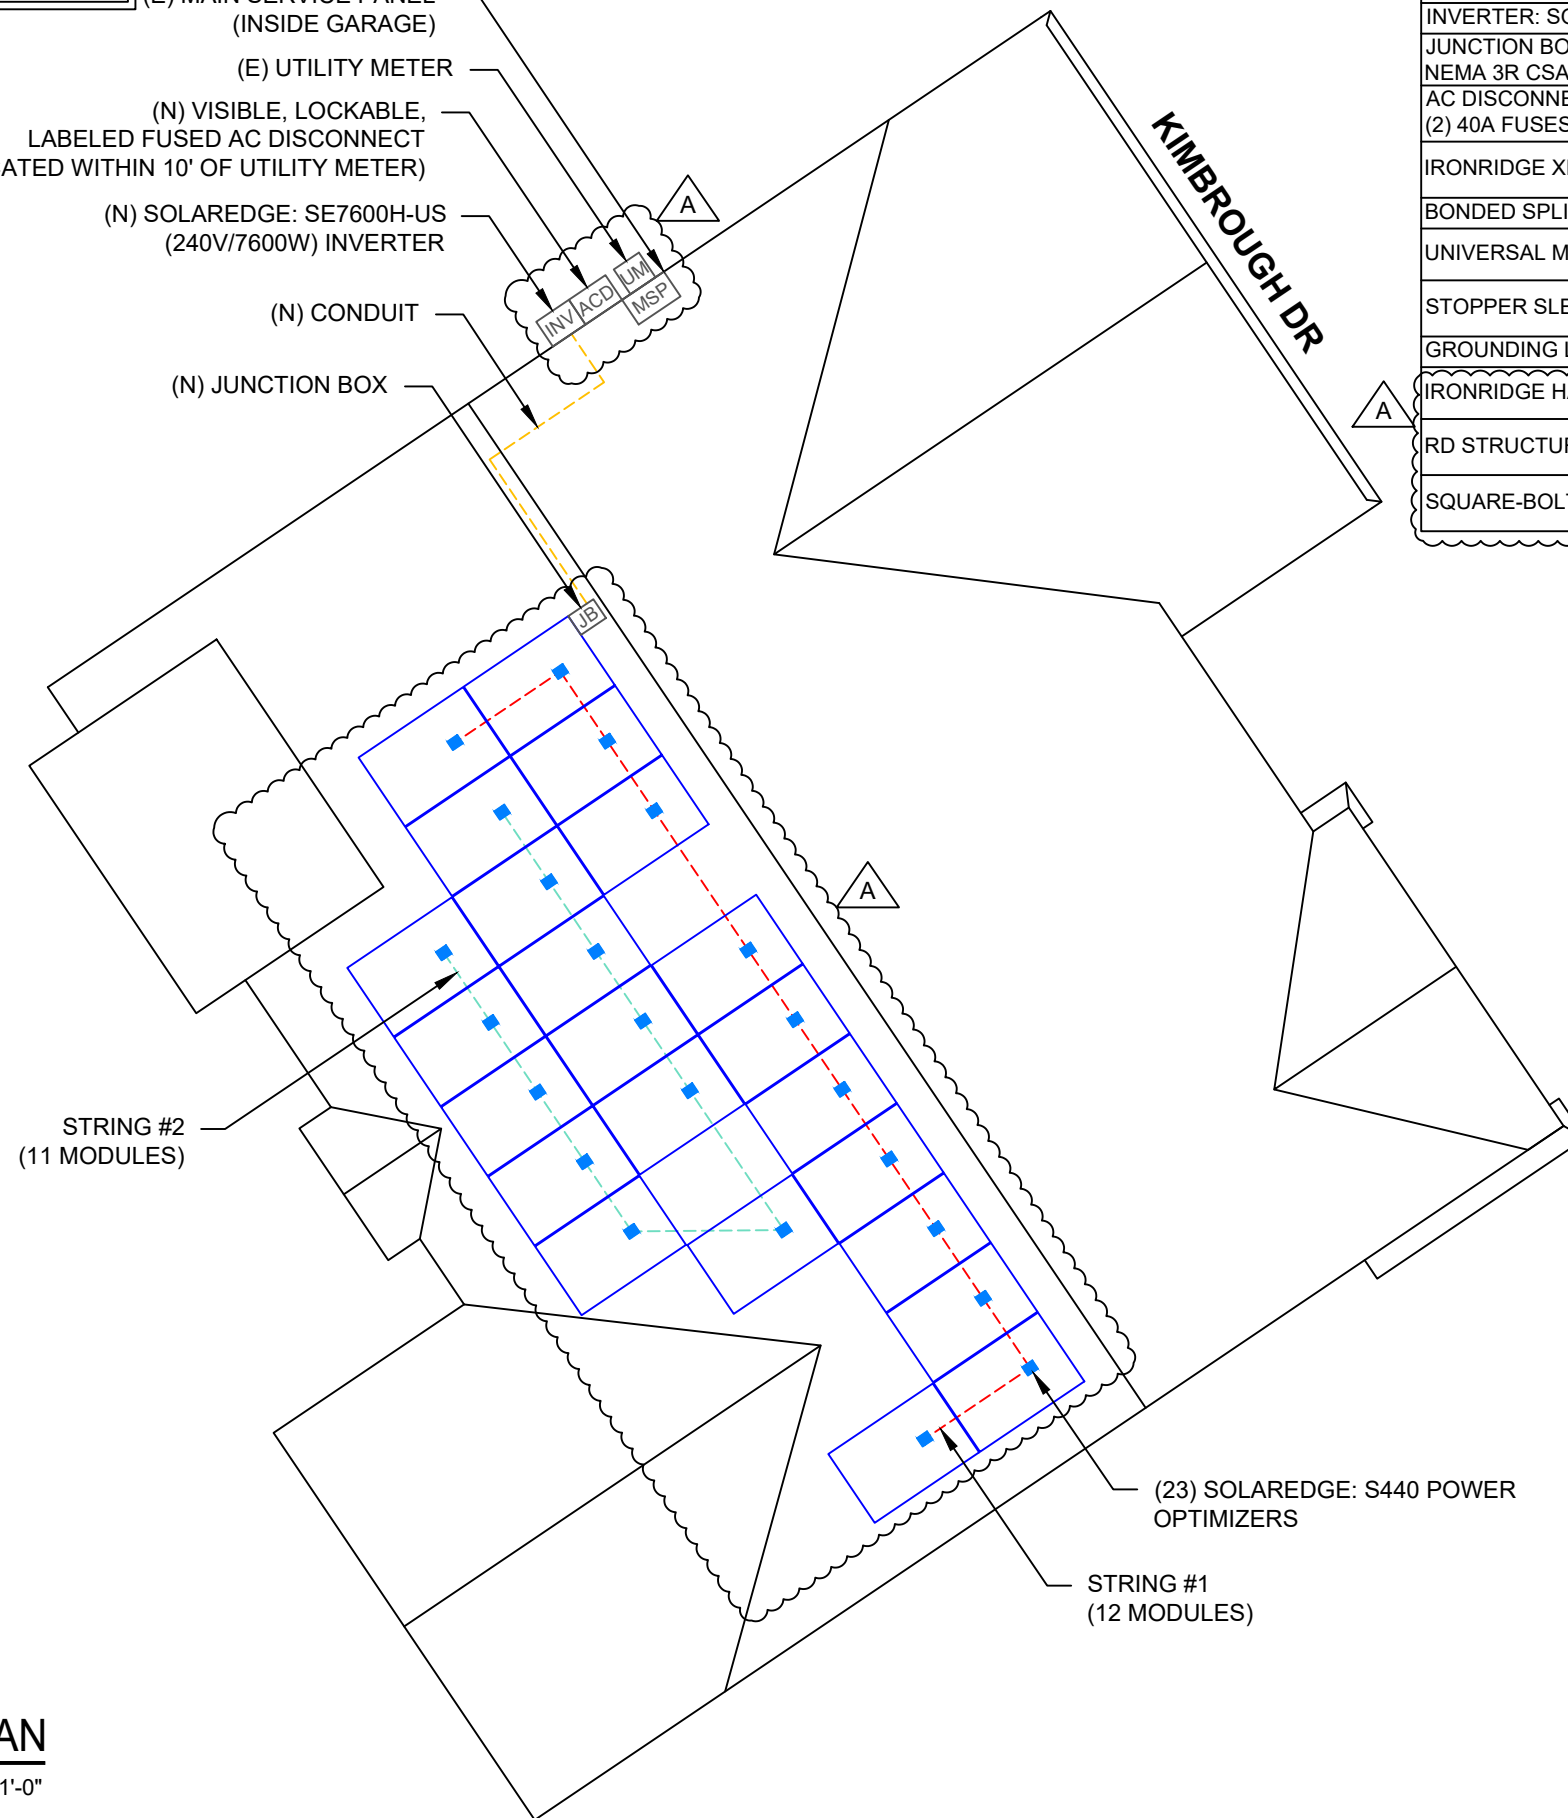 (E) MAIN SERVICE PANEL
(INSIDE GARAGE)
(E) UTILITY METER
(N) VISIBLE, LOCKABLE,
LABELED FUSED AC DISCONNECT
ATED WITHIN 10' OF UTILITY METER)
(N) SOLAREDGE: SE7600H-US
(240V/7600W) INVERTER
(N) CONDUIT
(N) JUNCTION BOX
A
UM
MSP
ACD
INV
JB
KIMBROUGH DR
INVERTER: SO
JUNCTION BO
NEMA 3R CSA
AC DISCONNE
(2) 40A FUSES
IRONRIDGE X
BONDED SPLI
UNIVERSAL M
STOPPER SLE
GROUNDING L
A
IRONRIDGE HA
RD STRUCTU
SQUARE-BOLT
A
STRING #2
(11 MODULES)
(23) SOLAREDGE: S440 POWER
OPTIMIZERS
STRING #1
(12 MODULES)
AN
1'-0"